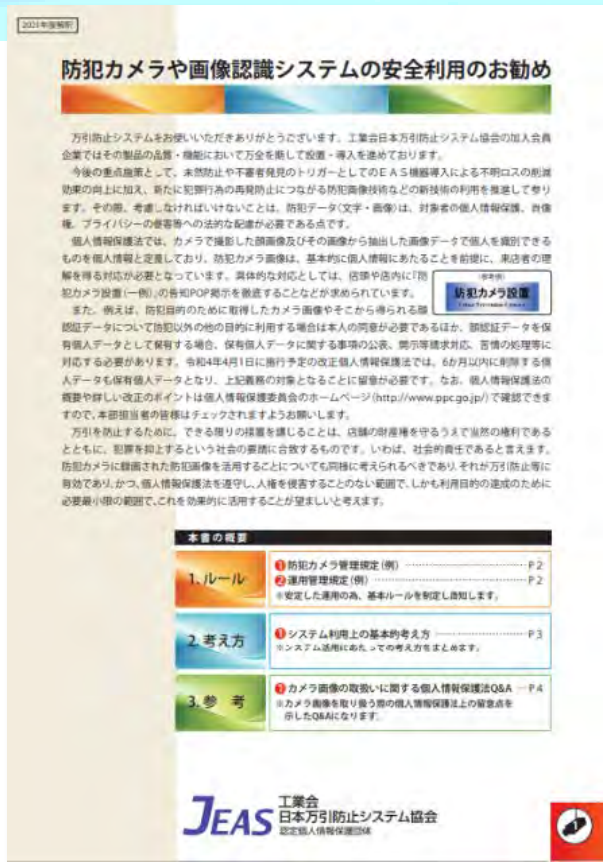 2021年度解釈
防犯カメラや画像認識システムの安全利用のお勧め
万引防止システムをお使いいただきありがとうございます。工業会日本万引防止システム協会の加入会員
企業ではその製品の品質・機能において万全を期して設置・導入を進めております。
今後の重点施策として、未然防止や不審者発見のトリガーとしてのEAS機器導入による不明ロスの削減
効果の向上に加え、新たに犯罪行為の再発防止につながる防犯画像技術などの新技術の利用を推進して参り
ます。その際、考慮しなければいけないことは、防犯データ(文字・画像)は、対象者の個人情報保護、肖像
権、プライバシーの侵害等への法的な配慮が必要である点です。
個人情報保護法では、カメラで撮影した顔画像及びその画像から抽出した画像データで個人を識別できる
ものを個人情報と定義しており、防犯カメラ画像は、基本的に個人情報にあたることを前提に、来店者の理
解を得る対応が必要となっています。具体的な対応としては、店頭や店内に『防
犯カメラ設置(一例)』の告知POP掲示を徹底することなどが求められています。
(参考例)
防犯カメラ設置
また、例えば、防犯目的のために取得したカメラ画像やそこから得られる顔
認証データについて防犯以外の他の目的に利用する場合は本人の同意が必要であるほか、顔認証データを保
有個人データとして保有する場合、保有個人データに関する事項の公表、開示等請求対応、苦情の処理等に
対応する必要があります。令和4年4月1日に施行予定の改正個人情報保護法では、6か月以内に削除する個
人データも保有個人データとなり、上記義務の対象となることに留意が必要です。なお、個人情報保護法の
概要や詳しい改正のポイントは個人情報保護委員会のホームページ(http://www.ppc.go.jp/)で確認できま
すので、本部担当者の皆様はチェックされますようお願いします。
万引を防止するために、できる限りの措置を講じることは、店舗の財産権を守るうえで当然の権利である
とともに、犯罪を抑止するという社会の要請に合致するものです。いわば、社会的責任であると言えます。
防犯カメラに録画された防犯画像を活用することについても同様に考えられるべきであり、それが万防止等に
有効であり、かつ、個人情報保護法を遵守し、人権を侵害することのない範囲で、しかも利用目的の達成のために
必要最小限の範囲で、これを効果的に活用することが望ましいと考えます。
本書の概要
1. ルール
❶防犯カメラ管理規定(例) P2
❷運用管理規定(例) P2
※安定した運用の為、基本ルールを制定し告知します。
2. 考え方
❶システム利用上の基本的考え方 P3
※システム活用にあたっての考え方をまとめます。
3. 参 考
❶カメラ画像の取扱いに関する個人情報保護法Q&A P4
※カメラ画像を取り扱う際の個人情報保護法上の留意点を
示したQ&Aになります。
JEAS 工業会
日本万引防止システム協会
認定個人情報保護団体
1